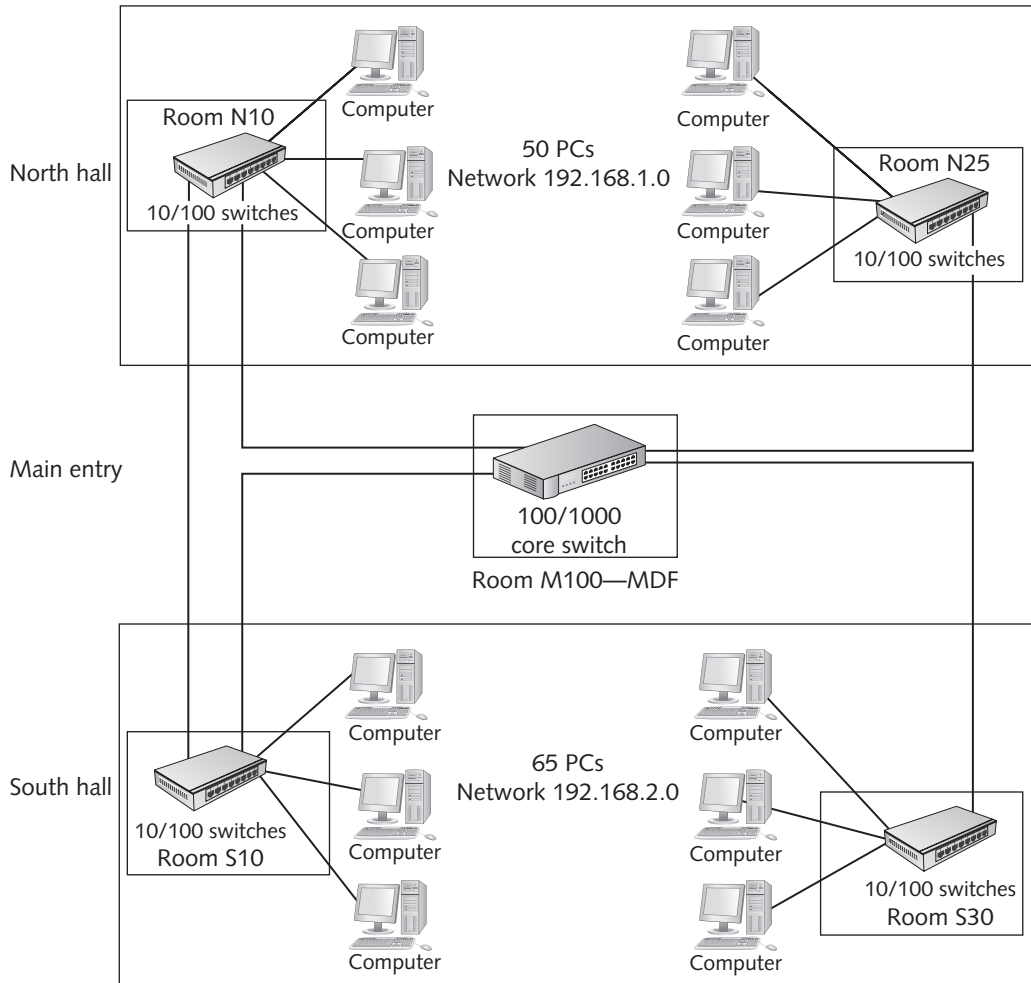 North hall
Room N10
10/100 switches
Computer
Computer
Computer
50 PCs
Network 192.168.1.0
Computer
Computer
Computer
Room N25
10/100 switches
Main entry
100/1000
core switch
Room M100—MDF
South hall
10/100 switches
Room S10
Computer
Computer
Computer
65 PCs
Network 192.168.2.0
Computer
Computer
Computer
10/100 switches
Room S30